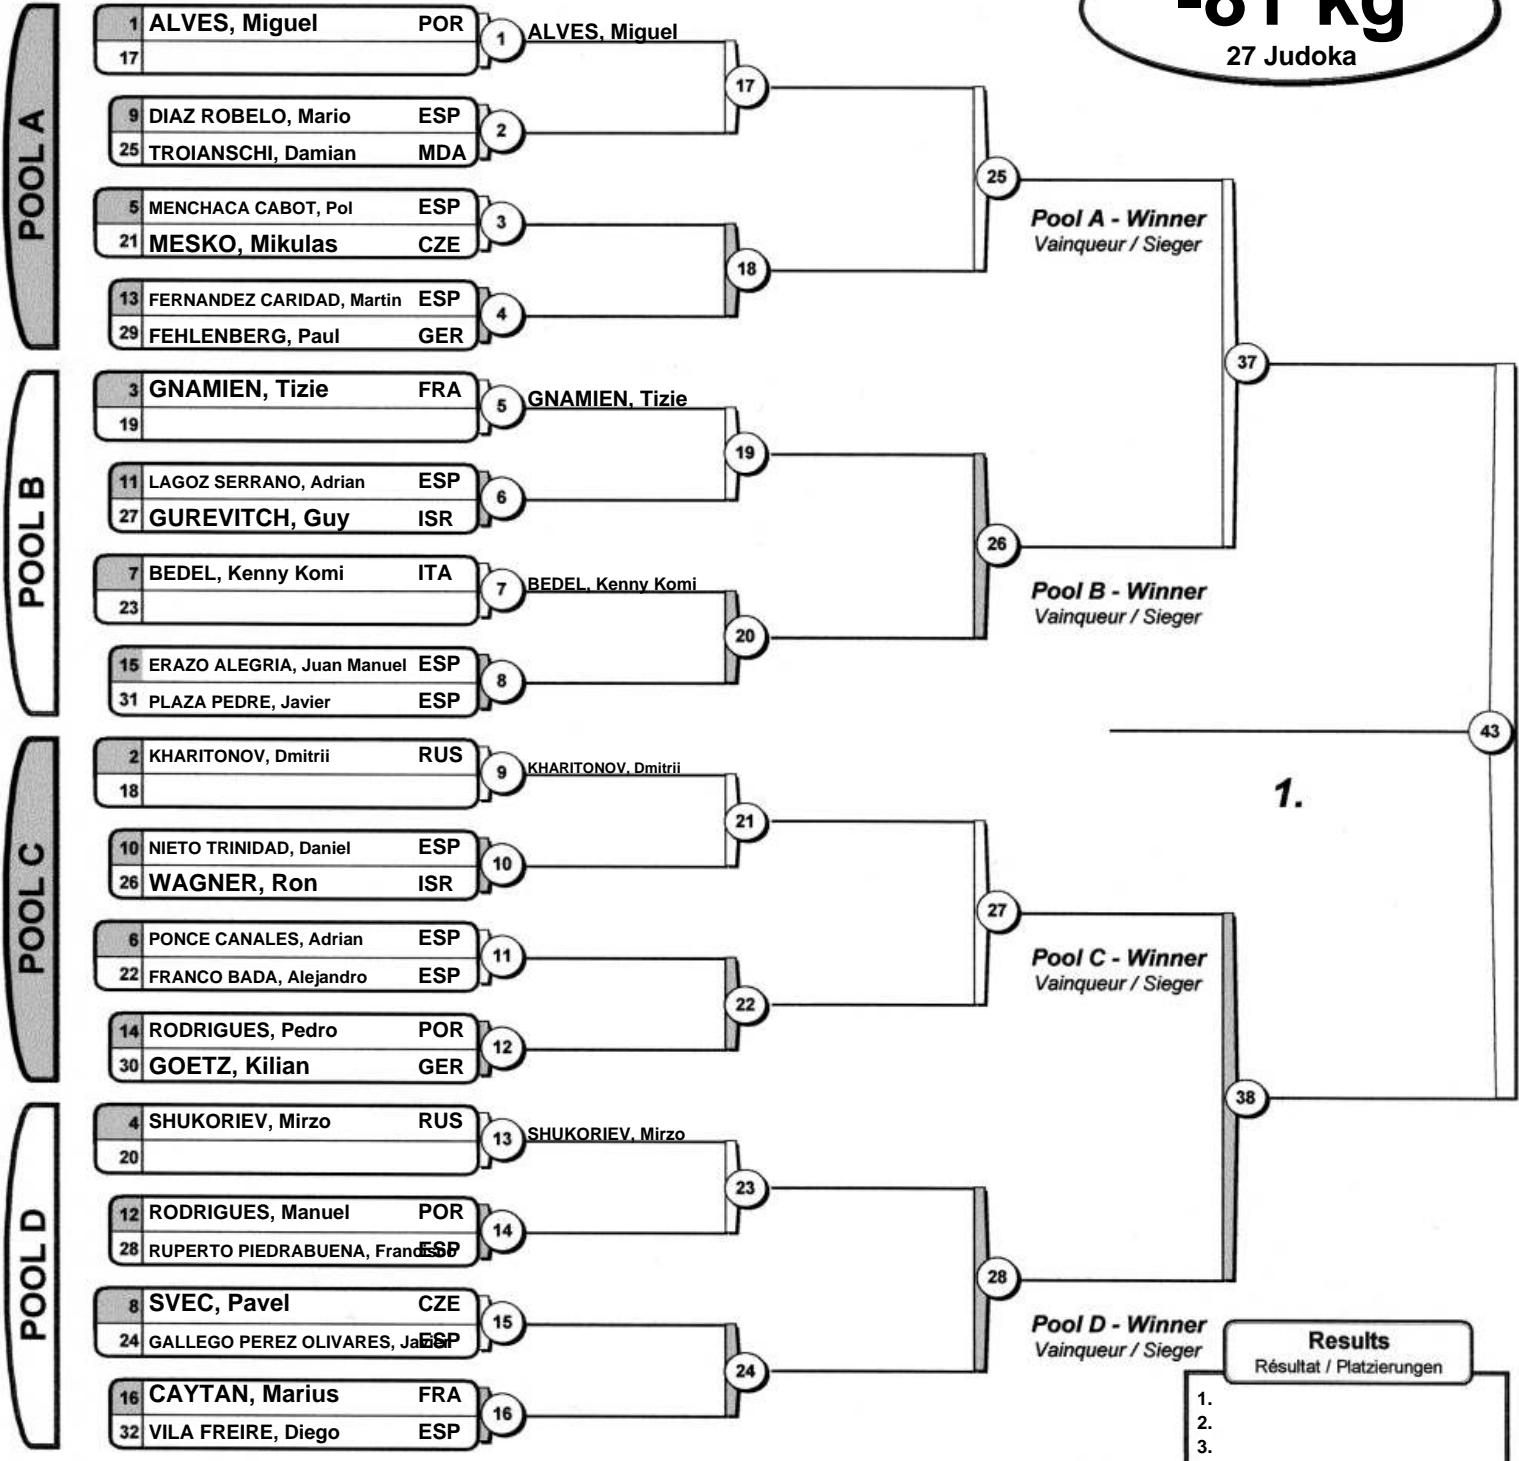 -81 kg
27 Judoka
POOL A
1 ALVES, Miguel POR
17
1 ALVES, Miguel
17
9 DIAZ ROBELO, Mario ESP
25 TROIANSCHI, Damian MDA
2
25
5 MENCHACA CABOT, Pol ESP
21 MESKO, Mikulas CZE
3
18
Pool A - Winner
Vainqueur / Sieger
13 FERNANDEZ CARIDAD, Martin ESP
29 FEHLENBERG, Paul GER
4
37
POOL B
3 GNAMIEN, Tizie FRA
19
5 GNAMIEN, Tizie
19
11 LAGOZ SERRANO, Adrian ESP
27 GUREVITCH, Guy ISR
6
26
7 BEDEL, Kenny Komi ITA
23
7 BEDEL, Kenny Komi
20
Pool B - Winner
Vainqueur / Sieger
15 ERAZO ALEGRIA, Juan Manuel ESP
31 PLAZA PEDRE, Javier ESP
8
43
1.
POOL C
2 KHARITONOV, Dmitrii RUS
18
9 KHARITONOV, Dmitrii
21
10 NIETO TRINIDAD, Daniel ESP
26 WAGNER, Ron ISR
10
27
6 PONCE CANALES, Adrian ESP
22 FRANCO BADA, Alejandro ESP
11
22
Pool C - Winner
Vainqueur / Sieger
14 RODRIGUES, Pedro POR
30 GOETZ, Kilian GER
12
38
POOL D
4 SHUKORIEV, Mirzo RUS
20
13 SHUKORIEV, Mirzo
23
12 RODRIGUES, Manuel POR
28 RUPERTO PIEDRABUENA, Francisco ESP
14
28
8 SVEC, Pavel CZE
24 GALLEGO PEREZ OLIVARES, Javier ESP
15
24
Pool D - Winner
Vainqueur / Sieger
16 CAYTAN, Marius FRA
32 VILA FREIRE, Diego ESP
16
Results
Résultat / Platzierungen
1.
2.
3.